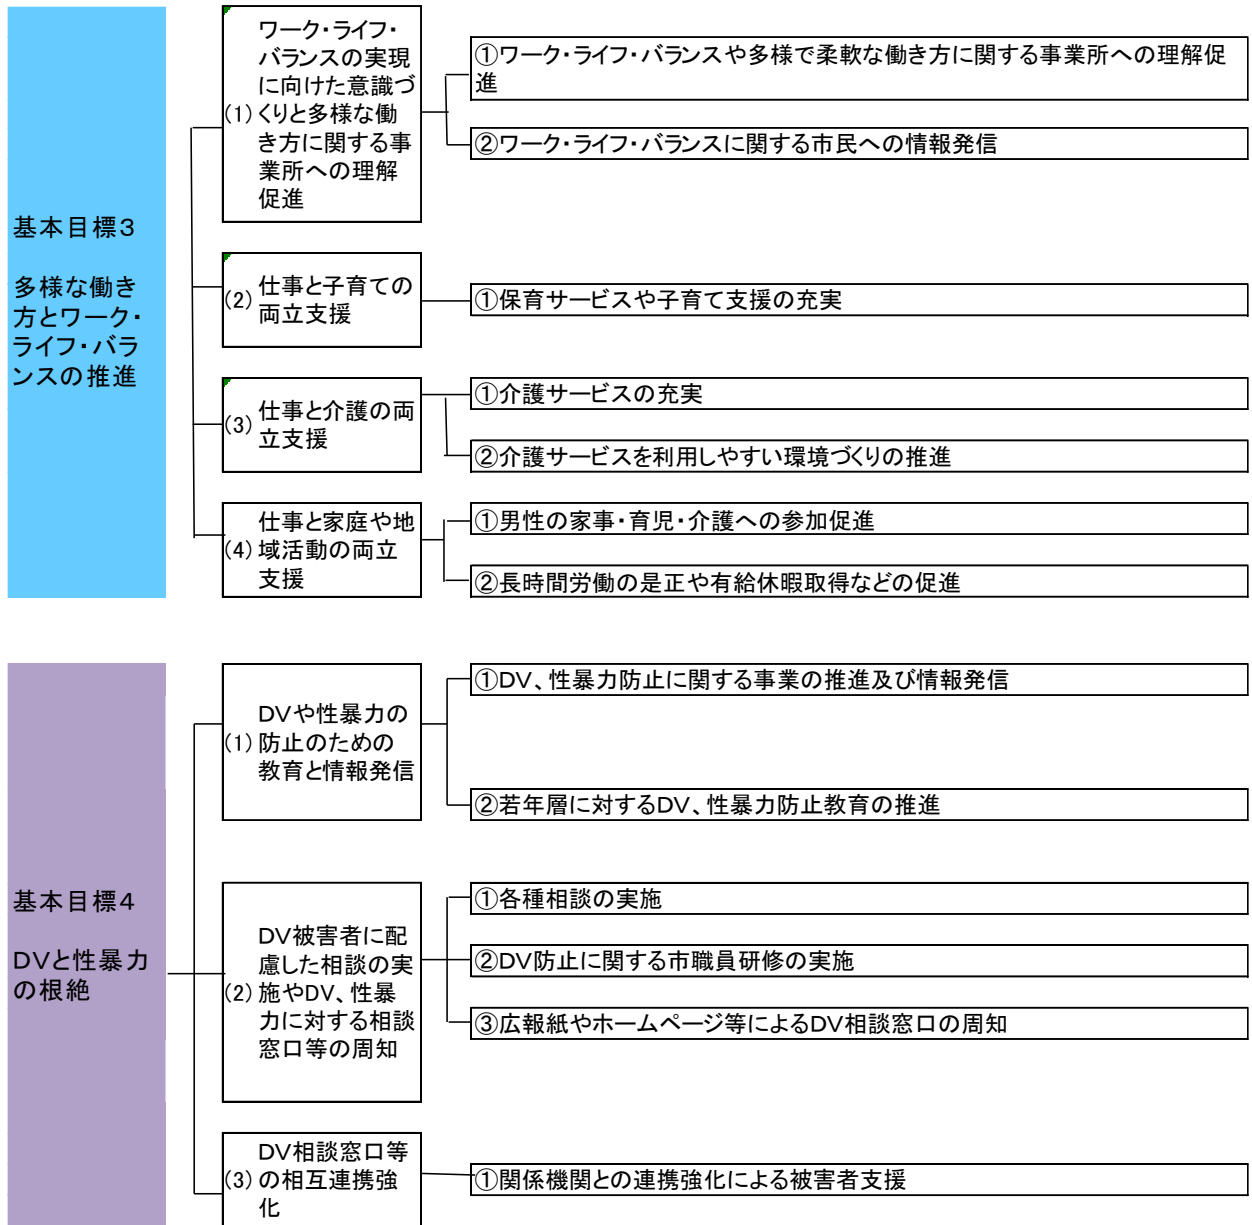 基本目標3
多様な働き
方とワーク・
ライフ・バラ
ンスの推進
(1)
ワーク・ライフ・
バランスの実現
に向けた意識づ
くりと多様な働
き方に関する事
業所への理解
促進
①ワーク・ライフ・バランスや多様で柔軟な働き方に関する事業所への理解促
進
②ワーク・ライフ・バランスに関する市民への情報発信
(2)
仕事と子育ての
両立支援
①保育サービスや子育て支援の充実
(3)
仕事と介護の両
立支援
①介護サービスの充実
②介護サービスを利用しやすい環境づくりの推進
(4)
仕事と家庭や地
域活動の両立
支援
①男性の家事・育児・介護への参加促進
②長時間労働の是正や有給休暇取得などの促進
基本目標4
DVと性暴力
の根絶
(1)
DVや性暴力の
防止のための
教育と情報発信
①DV、性暴力防止に関する事業の推進及び情報発信
②若年層に対するDV、性暴力防止教育の推進
(2)
DV被害者に配
慮した相談の実
施やDV、性暴
力に対する相談
窓口等の周知
①各種相談の実施
②DV防止に関する市職員研修の実施
③広報紙やホームページ等によるDV相談窓口の周知
(3)
DV相談窓口等
の相互連携強
化
①関係機関との連携強化による被害者支援